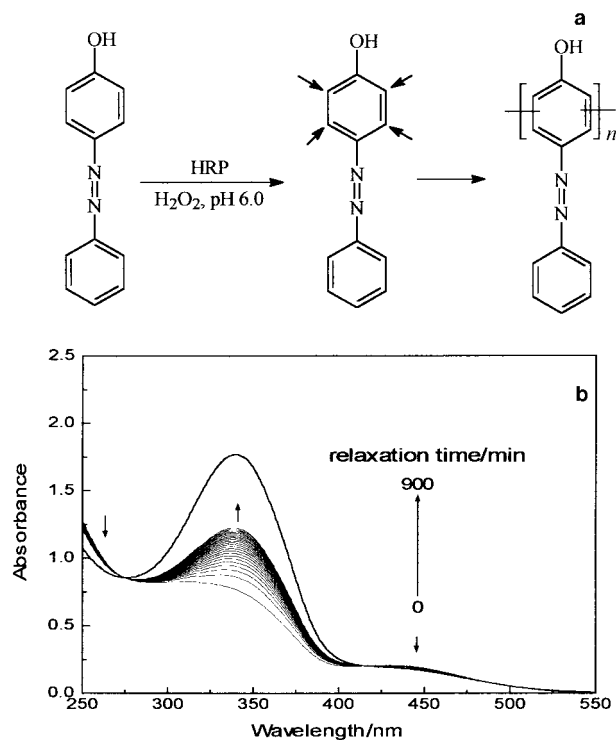 a
OH
OH
OH
N
N
HRP
H2O2, pH 6.0
N
N
N
N
n
b
2.5
2.0
1.5
1.0
0.5
0.0
Absorbance
relaxation time/min
900
0
250 300 350 400 450 500 550
Wavelength/nm